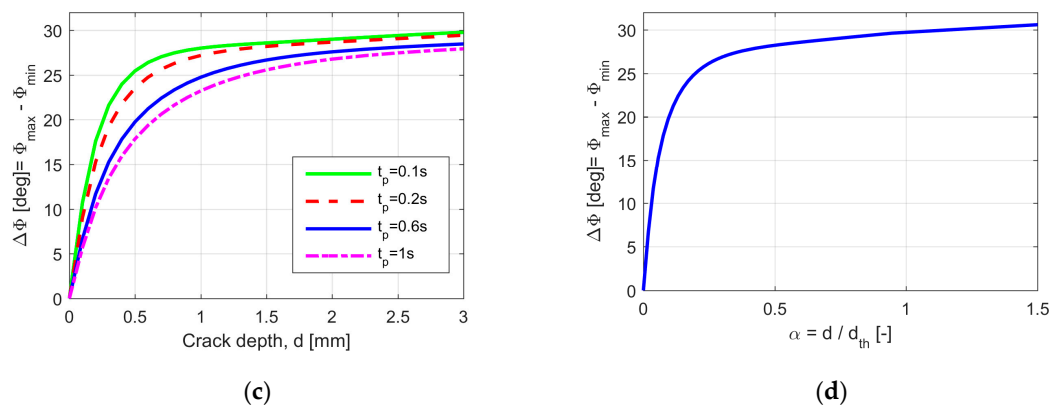 30
25
20
15
10
5
0
ΔΦ [deg]= Φmax - Φmin
tp=0.1s
tp=0.2s
tp=0.6s
tp=1s
0 0.5 1 1.5 2 2.5 3
Crack depth, d [mm]
(c)
30
25
20
15
10
5
0
ΔΦ [deg]= Φmax - Φmin
0 0.5 1 1.5
α = d / dth [-]
(d)